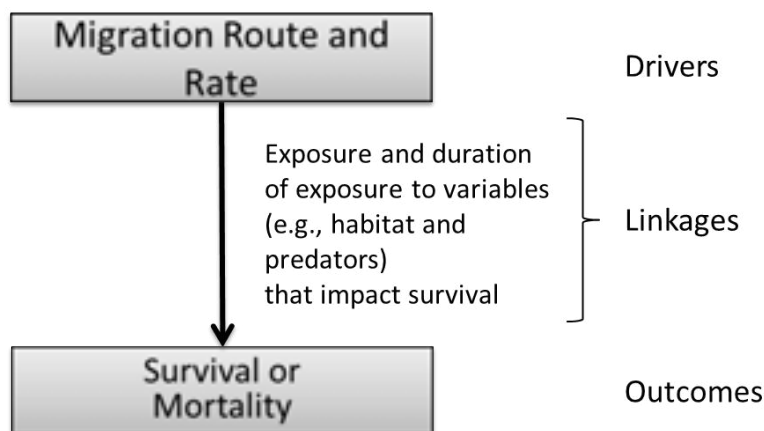 Migration Route and
Rate
Drivers
Exposure and duration
of exposure to variables
(e.g., habitat and
predators)
that impact survival
Linkages
Survival or
Mortality
Outcomes